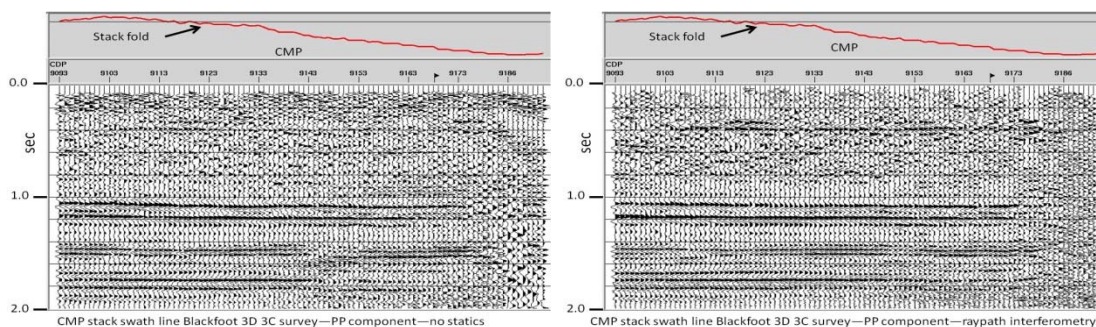 Stack fold
CMP
CDP
9093 9103 9113 9123 9133 9143 9153 9163 9173 9186
0.0
sec
1.0
2.0
CMP stack swath line Blackfoot 3D 3C survey—PP component—no statics
Stack fold
CMP
CDP
9093 9103 9113 9123 9133 9143 9153 9163 9173 9186
0.0
sec
1.0
2.0
CMP stack swath line Blackfoot 3D 3C survey—PP component—raypath interferometry